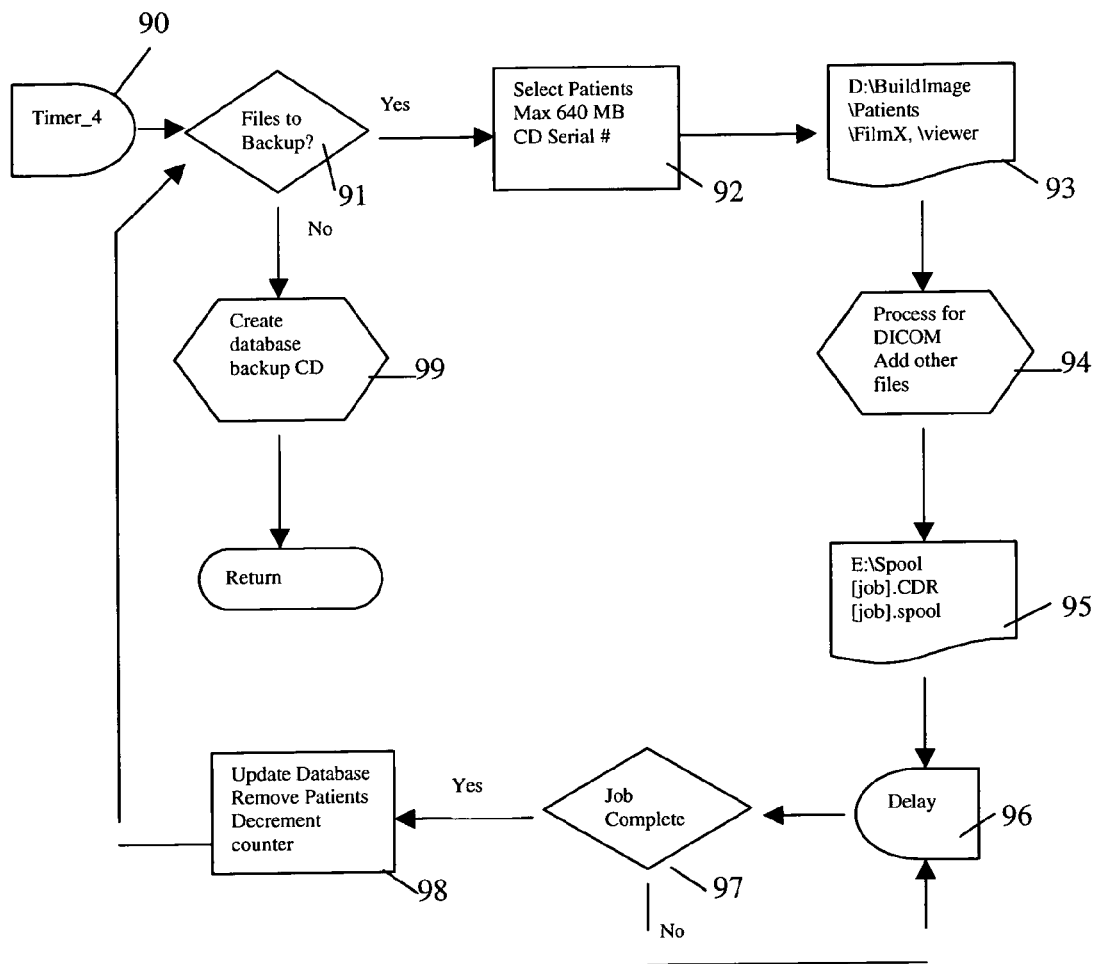 90
Timer_4
Files to
Backup?
91
Yes
Select Patients
Max 640 MB
CD Serial #
92
D:\BuildImage
\Patients
\FilmX, \viewer
93
No
Create
database
backup CD
99
Process for
DICOM
Add other
files
94
Return
E:\Spool
[job].CDR
[job].spool
95
Update Database
Remove Patients
Decrement
counter
98
Yes
Job
Complete
97
Delay
96
No